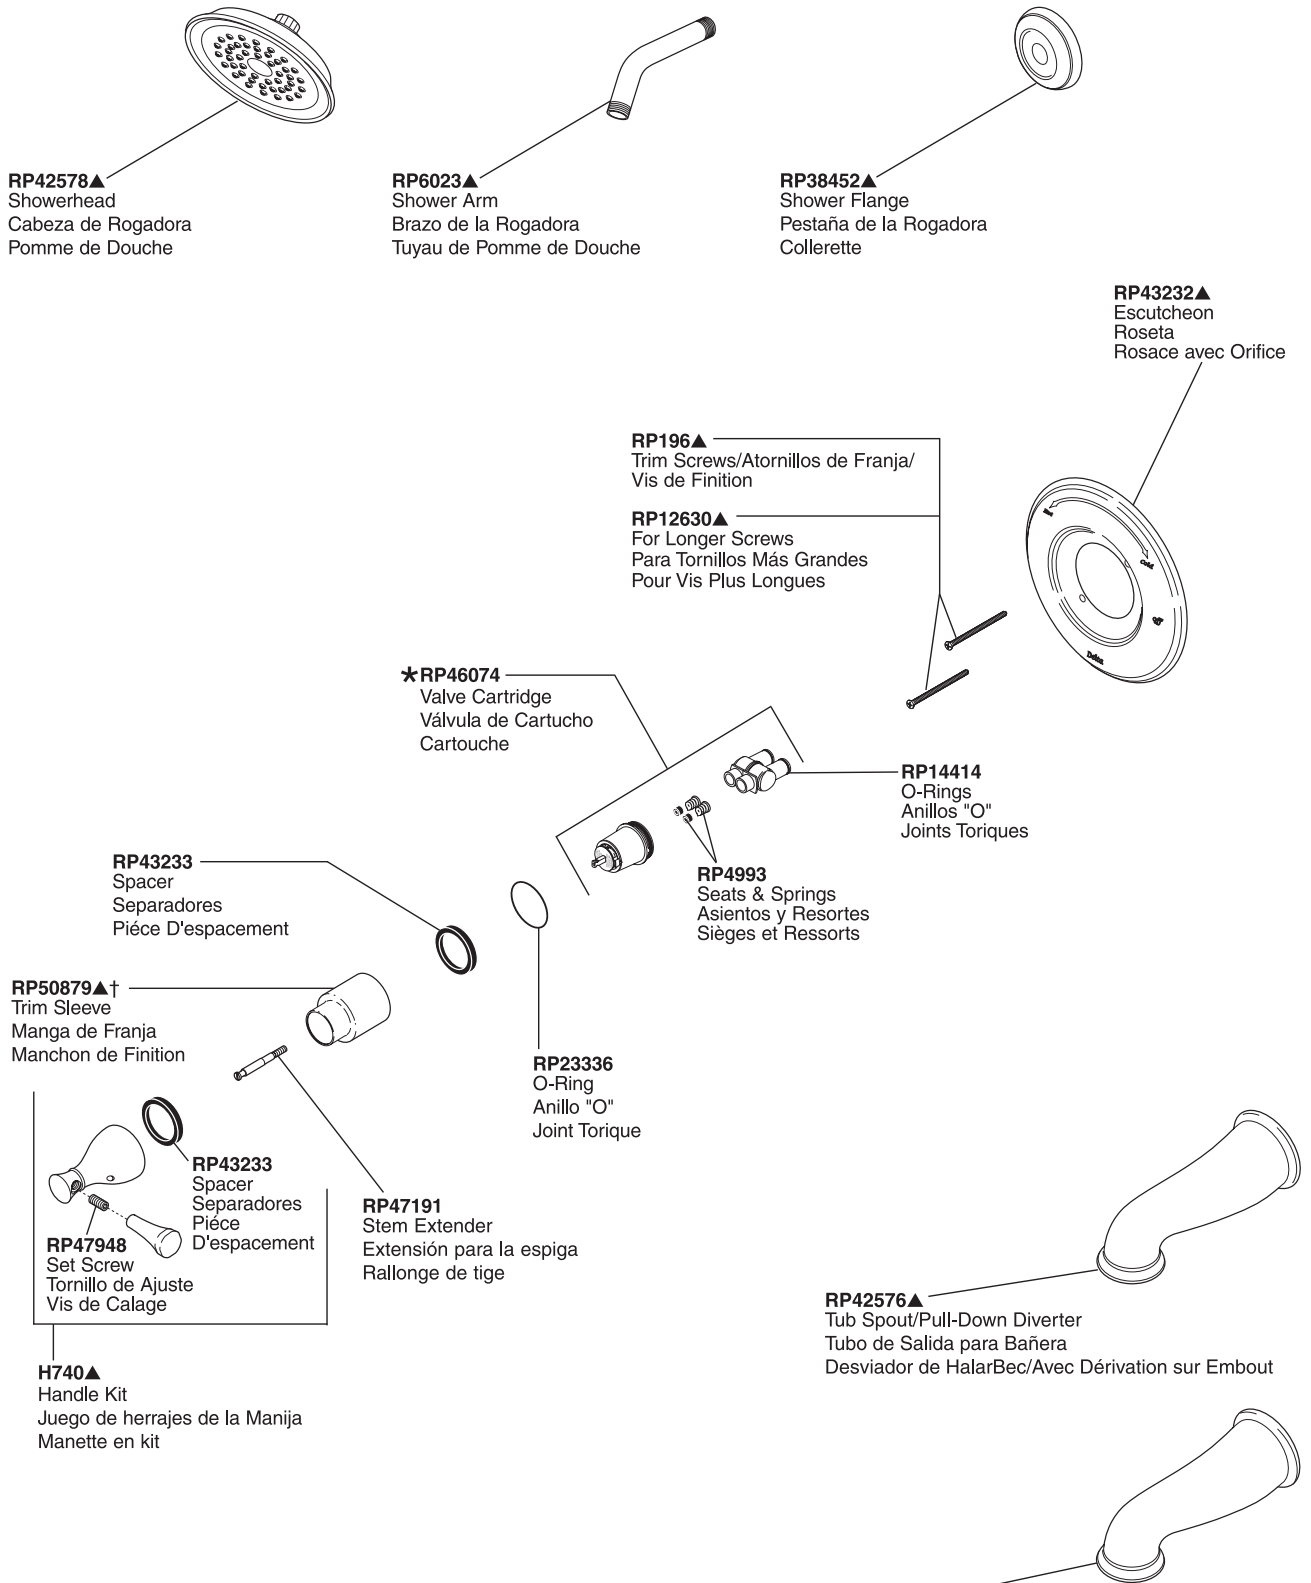 RP42578▲
Showerhead
Cabeza de Rogadora
Pomme de Douche
RP6023▲
Shower Arm
Brazo de la Rogadora
Tuyau de Pomme de Douche
RP38452▲
Shower Flange
Pestaña de la Rogadora
Collerette
RP43232▲
Escutcheon
Roseta
Rosace avec Orifice
RP196▲
Trim Screws/Atornillos de Franja/
Vis de Finition
RP12630▲
For Longer Screws
Para Tornillos Más Grandes
Pour Vis Plus Longues
Hot
Cold
Off
Delta
*RP46074
Valve Cartridge
Válvula de Cartucho
Cartouche
RP14414
O-Rings
Anillos "O"
Joints Toriques
RP4993
Seats & Springs
Asientos y Resortes
Sièges et Ressorts
RP43233
Spacer
Separadores
Piéce D'espacement
RP50879▲†
Trim Sleeve
Manga de Franja
Manchon de Finition
RP23336
O-Ring
Anillo "O"
Joint Torique
RP43233
Spacer
Separadores
Piéce
D'espacement
RP47191
Stem Extender
Extensión para la espiga
Rallonge de tige
RP47948
Set Screw
Tornillo de Ajuste
Vis de Calage
RP42576▲
Tub Spout/Pull-Down Diverter
Tubo de Salida para Bañera
Desviador de HalarBec/Avec Dérivation sur Embout
H740▲
Handle Kit
Juego de herrajes de la Manija
Manette en kit